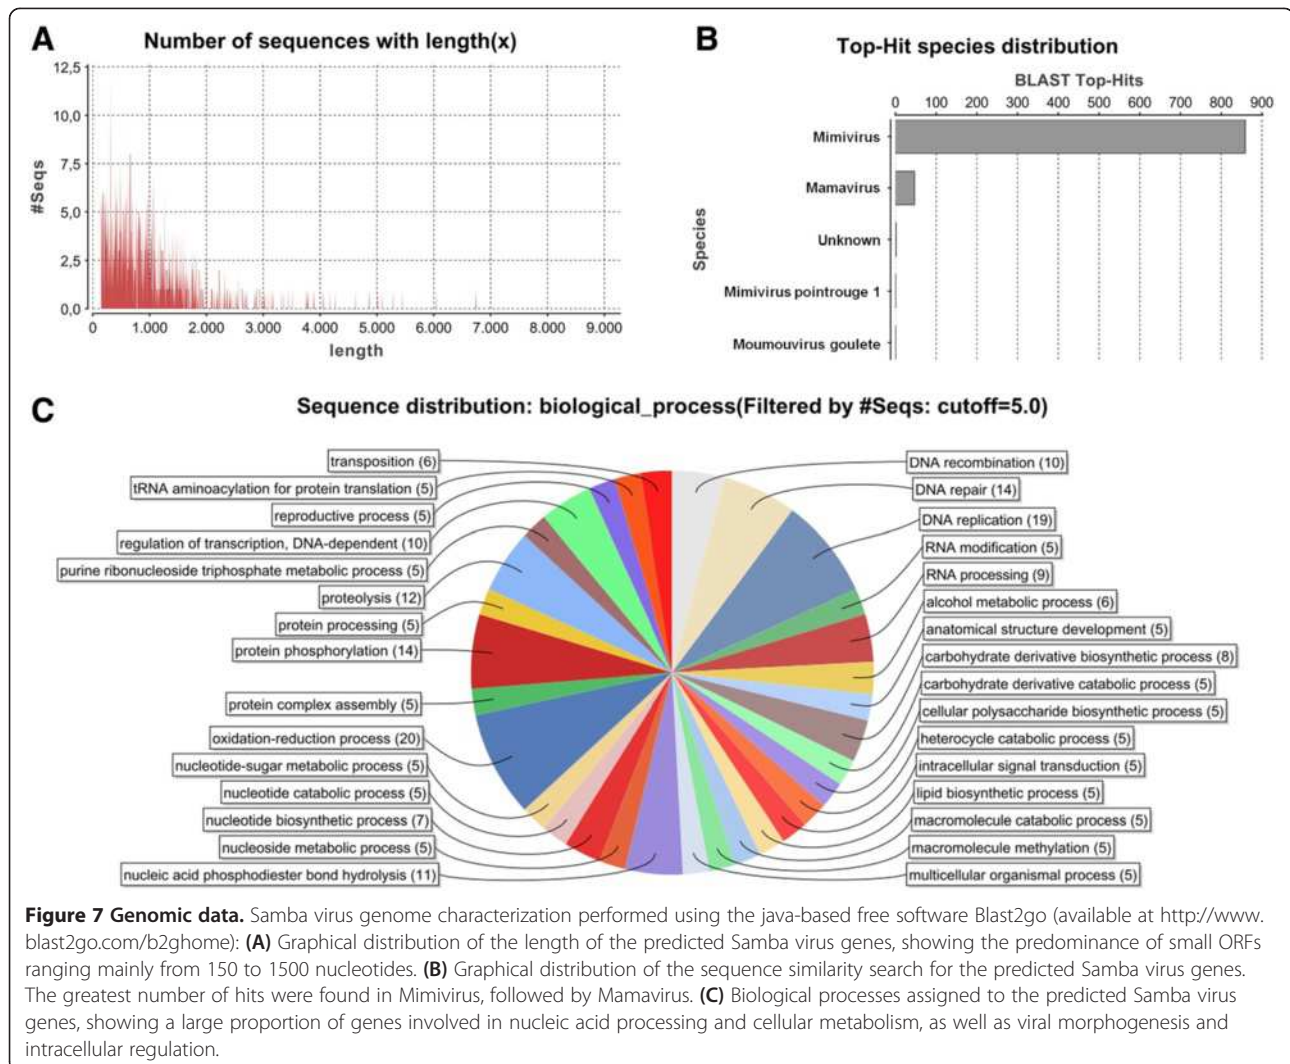 A
Number of sequences with length(x)
12,5
10,0
7,5
5,0
2,5
0,0
#Seqs
0 1.000 2.000 3.000 4.000 5.000 6.000 7.000 8.000 9.000
length
B
Top-Hit species distribution
BLAST Top-Hits
0 100 200 300 400 500 600 700 800 900
Species
Mimivirus
Mamavirus
Unknown
Mimivirus pointrouge 1
Moumouvirus goulete
C
Sequence distribution: biological_process(Filtered by #Seqs: cutoff=5.0)
transposition (6)
tRNA aminoacylation for protein translation (5)
reproductive process (5)
regulation of transcription, DNA-dependent (10)
purine ribonucleoside triphosphate metabolic process (5)
proteolysis (12)
protein processing (5)
protein phosphorylation (14)
protein complex assembly (5)
oxidation-reduction process (20)
nucleotide-sugar metabolic process (5)
nucleotide catabolic process (5)
nucleotide biosynthetic process (7)
nucleoside metabolic process (5)
nucleic acid phosphodiester bond hydrolysis (11)
DNA recombination (10)
DNA repair (14)
DNA replication (19)
RNA modification (5)
RNA processing (9)
alcohol metabolic process (6)
anatomical structure development (5)
carbohydrate derivative biosynthetic process (8)
carbohydrate derivative catabolic process (5)
cellular polysaccharide biosynthetic process (5)
heterocycle catabolic process (5)
intracellular signal transduction (5)
lipid biosynthetic process (5)
macromolecule catabolic process (5)
macromolecule methylation (5)
multicellular organismal process (5)
Figure 7 Genomic data. Samba virus genome characterization performed using the java-based free software Blast2go (available at http://www.
blast2go.com/b2ghome): (A) Graphical distribution of the length of the predicted Samba virus genes, showing the predominance of small ORFs
ranging mainly from 150 to 1500 nucleotides. (B) Graphical distribution of the sequence similarity search for the predicted Samba virus genes.
The greatest number of hits were found in Mimivirus, followed by Mamavirus. (C) Biological processes assigned to the predicted Samba virus
genes, showing a large proportion of genes involved in nucleic acid processing and cellular metabolism, as well as viral morphogenesis and
intracellular regulation.